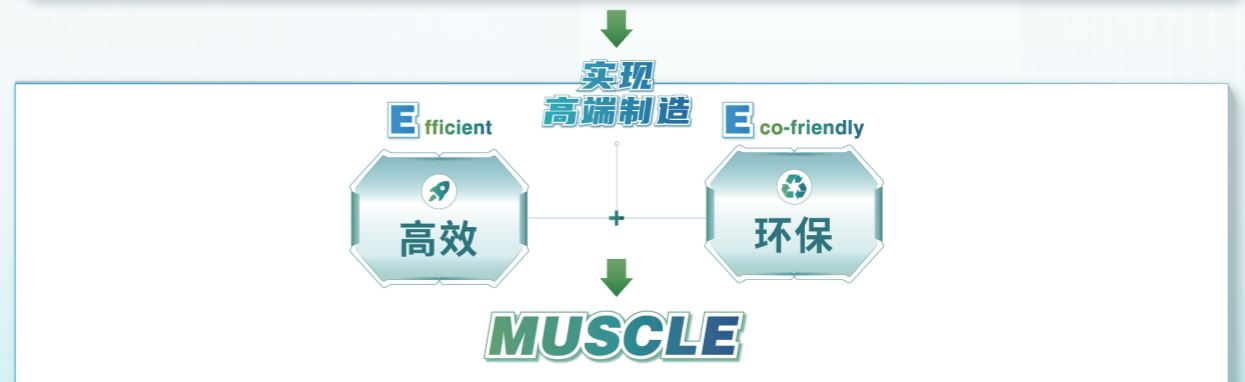 实现
高端制造
Efficient
Eco-friendly
高效
环保
MUSCLE